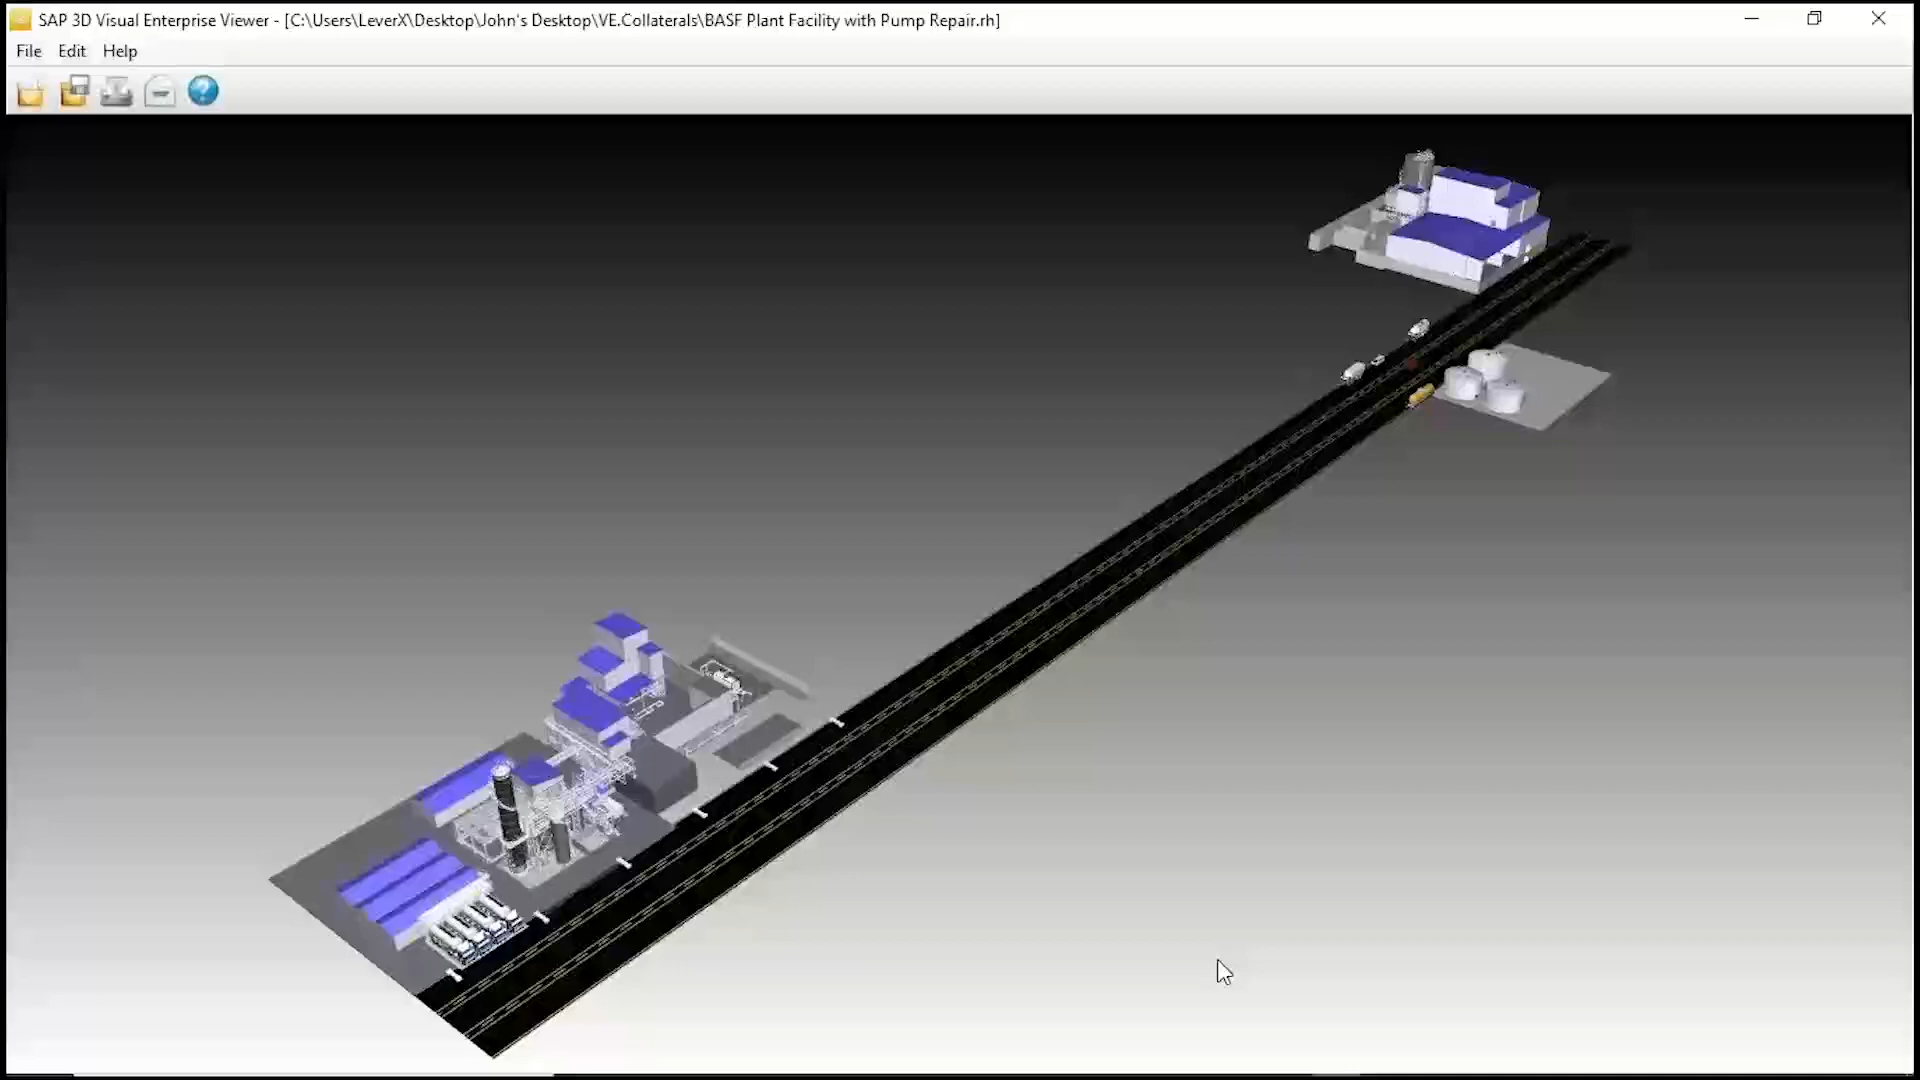 SAP 3D Visual Enterprise Viewer - [C:\Users\LeverX\Desktop\John's Desktop\VE.Collaterals\BASF Plant Facility with Pump Repair.rh]
File Edit Help
?